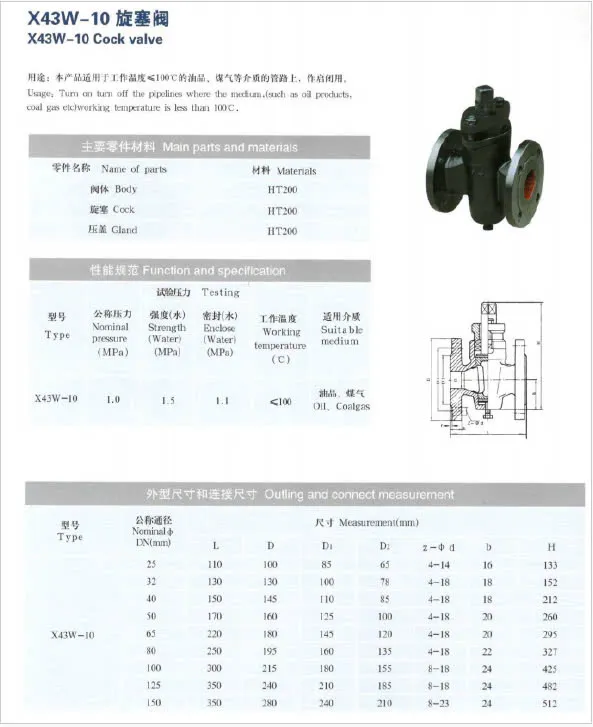 X43W-10 旋塞阀
X43W-10 Cock valve
用途：本产品适用于工作温度≤100℃的油品、煤气等介质的管路上，作启闭用。
Usage: Turn on turn off the pipelines where the medium,(such as oil products,
coal gas etc)working temperature is less than 100℃.
主要零件材料 Main parts and materials
零件名称 Name of parts 材料 Materials
阀体 Body HT200
旋塞 Cock HT200
压盖 Gland HT200
性能规范 Function and specification
试验压力 Testing
型号 公称压力 强度(水) 密封(水) 工作温度 适用介质
Type Nominal Strength Enclose Working Suitable
pressure (Water) (Water) temperature medium
(MPa) (MPa) (MPa) (℃)
X43W-10 1.0 1.5 1.1 ≤100 油品、煤气
Oil、Coalgas
D
L
z-Φd
H
外型尺寸和连接尺寸 Outling and connect measurement
型号 公称通径 尺寸 Measurement(mm)
Type Nominal ф
DN(mm) L D D1 D2 z-Φd b H
25 110 100 85 65 4-14 16 133
32 130 130 100 78 4-18 18 152
40 150 145 110 85 4-18 18 212
50 170 160 125 100 4-18 20 260
X43W-10 65 220 180 145 120 4-18 20 295
80 250 195 160 135 4-18 22 327
100 300 215 180 155 8-18 24 425
125 350 240 210 185 8-18 24 482
150 350 280 240 210 8-23 24 512